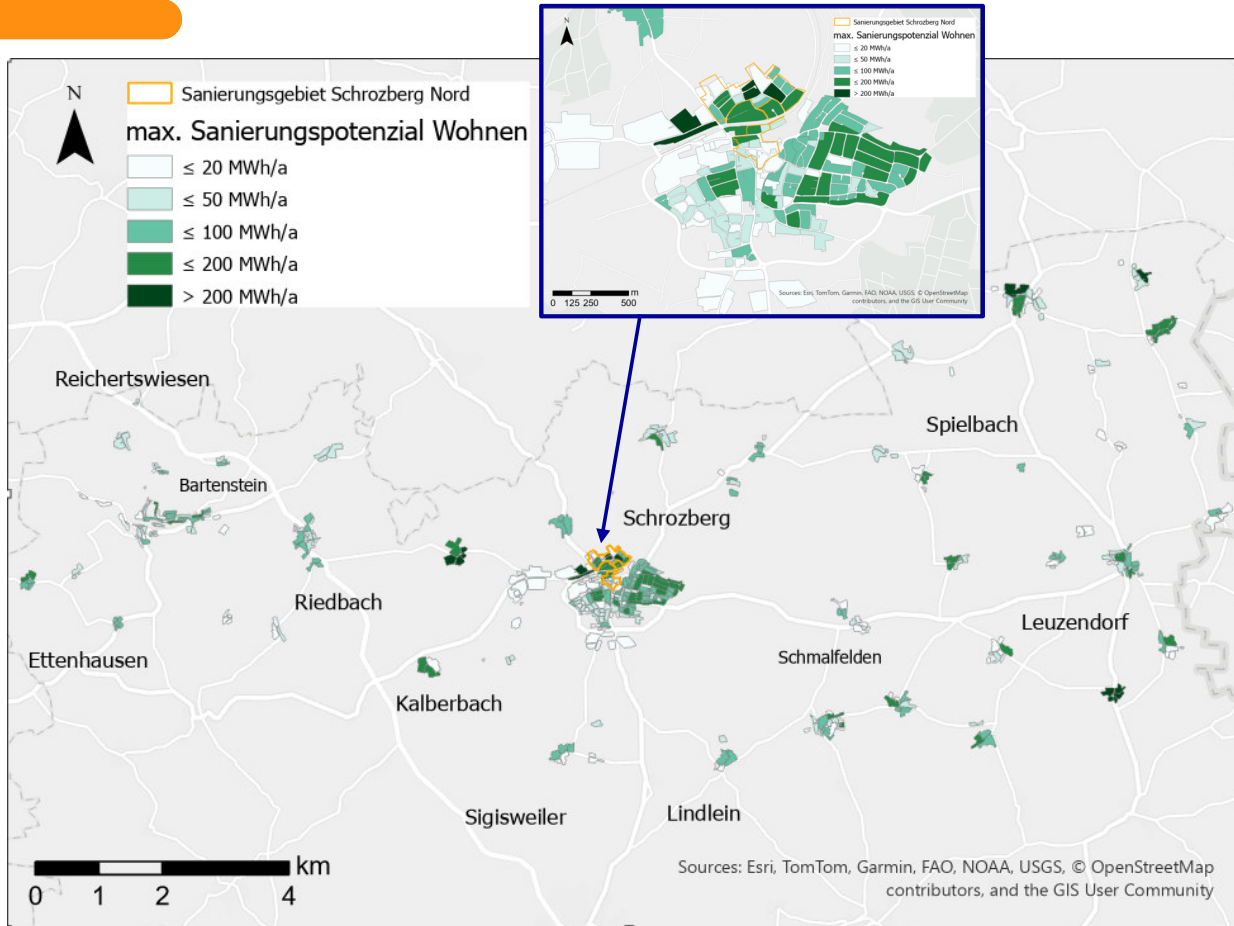 N
Sanierungsgebiet Schrozberg Nord
max. Sanierungspotenzial Wohnen
≤ 20 MWh/a
≤ 50 MWh/a
≤ 100 MWh/a
≤ 200 MWh/a
> 200 MWh/a
N
Sanierungsgebiet Schrozberg Nord
max. Sanierungspotenzial Wohnen
≤ 20 MWh/a
≤ 50 MWh/a
≤ 100 MWh/a
≤ 200 MWh/a
> 200 MWh/a
m
0 125 250 500
Sources: Esri, TomTom, Garmin, FAO, NOAA, USGS, © OpenStreetMap
contributors, and the GIS User Community
Reichertswiesen
Spielbach
Bartenstein
Schrozberg
Riedbach
Leuzendorf
Ettenhausen
Schmalfelden
Kalberbach
Sigisweiler
Lindlein
km
0 1 2 4
Sources: Esri, TomTom, Garmin, FAO, NOAA, USGS, © OpenStreetMap
contributors, and the GIS User Community